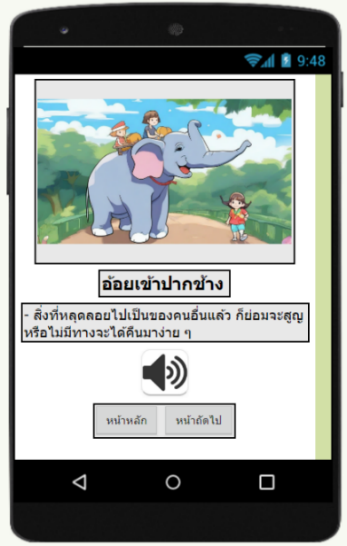 9:48
อ้อยเข้าปากช้าง
- สิ่งที่หลุดลอยไปเป็นของคนอื่นแล้ว ก็ย่อมจะสูญ
หรือไม่มีทางจะได้คืนมาง่าย ๆ
หน้าหลัก หน้าถัดไป